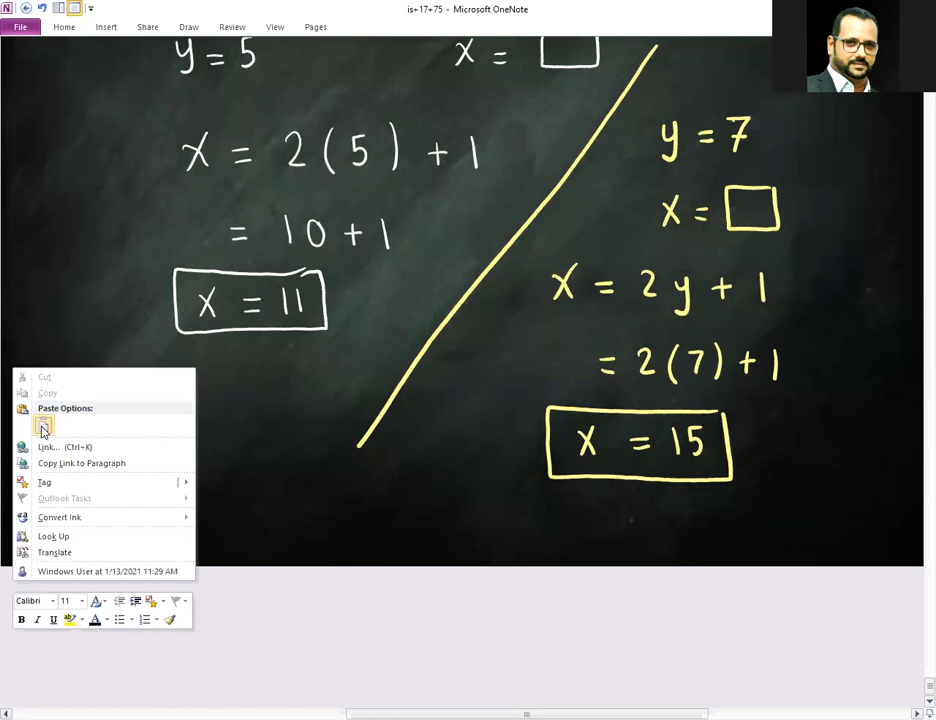 is+17+75 - Microsoft OneNote
File Home Insert Share Draw Review View Pages
y = 5
x =
x = 2 ( 5 ) + 1
= 10 + 1
x = 11
y = 7
x =
x = 2 y + 1
= 2 ( 7 ) + 1
x = 15
Cut
Copy
Paste Options:
Link... (Ctrl+K)
Copy Link to Paragraph
Tag
Outlook Tasks
Convert Ink
Look Up
Translate
Windows User at 1/13/2021 11:29 AM
Calibri 11 A
B I U ab A